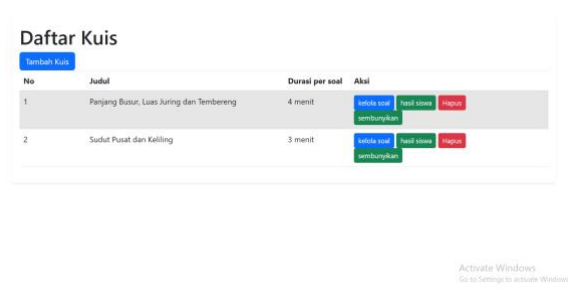 Daftar Kuis
Tambah Kuis
No Judul Durasi per soal Aksi
1 Panjang Busur, Luas Juring dan Tembereng 4 menit kelola soal hasil siswa Hapus
sembunyikan
2 Sudut Pusat dan Keliling 3 menit kelola soal hasil siswa Hapus
sembunyikan
Activate Windows
Go to Settings to activate Windows